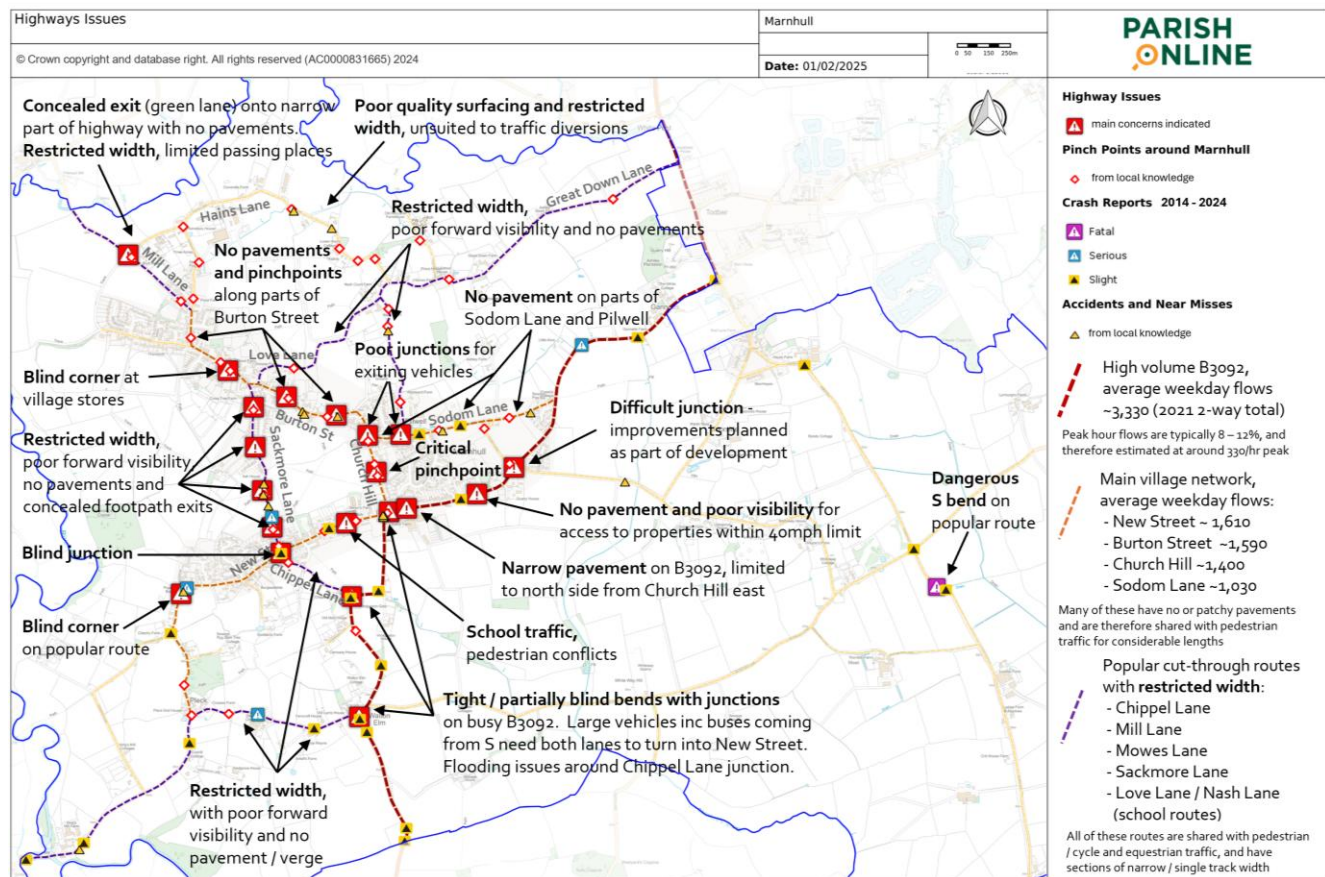 Highways Issues
© Crown copyright and database right. All rights reserved (AC0000831665) 2024
Marnhull
Date: 01/02/2025
0 50 100 150 250m
PARISH
ONLINE
Concealed exit (green lane) onto narrow
part of highway with no pavements.
Restricted width, limited passing places
Poor quality surfacing and restricted
width, unsuited to traffic diversions
Great Down Lane
Hains Lane
Restricted width,
poor forward visibility and no pavements
Mill Lane
No pavements
and pinchpoints
along parts of
Burton Street
No pavement on parts of
Sodom Lane and Pilwell
Love Lane
Poor junctions for
exiting vehicles
Blind corner at
village stores
Burton St
Sodom Lane
Difficult junction -
improvements planned
as part of development
Restricted width,
poor forward visibility,
no pavements and
concealed footpath exits
Sackmore Lane
Church Hill
Critical
pinchpoint
Dangerous
S bend on
popular route
No pavement and poor visibility for
access to properties within 40mph limit
Blind junction
New S
Chippel Lane
Narrow pavement on B3092, limited
to north side from Church Hill east
Blind corner
on popular route
School traffic,
pedestrian conflicts
Tight / partially blind bends with junctions
on busy B3092. Large vehicles inc buses coming
from S need both lanes to turn into New Street.
Flooding issues around Chippel Lane junction.
Restricted width,
with poor forward
visibility and no
pavement / verge
Highway Issues
main concerns indicated
Pinch Points around Marnhull
from local knowledge
Crash Reports 2014 - 2024
Fatal
Serious
Slight
Accidents and Near Misses
from local knowledge
High volume B3092,
average weekday flows
~3,330 (2021 2-way total)
Peak hour flows are typically 8 – 12%, and
therefore estimated at around 330/hr peak
Main village network,
average weekday flows:
- New Street ~ 1,610
- Burton Street ~1,590
- Church Hill ~1,400
- Sodom Lane ~1,030
Many of these have no or patchy pavements
and are therefore shared with pedestrian
traffic for considerable lengths
Popular cut-through routes
with restricted width:
- Chippel Lane
- Mill Lane
- Mowes Lane
- Sackmore Lane
- Love Lane / Nash Lane
(school routes)
All of these routes are shared with pedestrian
/ cycle and equestrian traffic, and have
sections of narrow / single track width